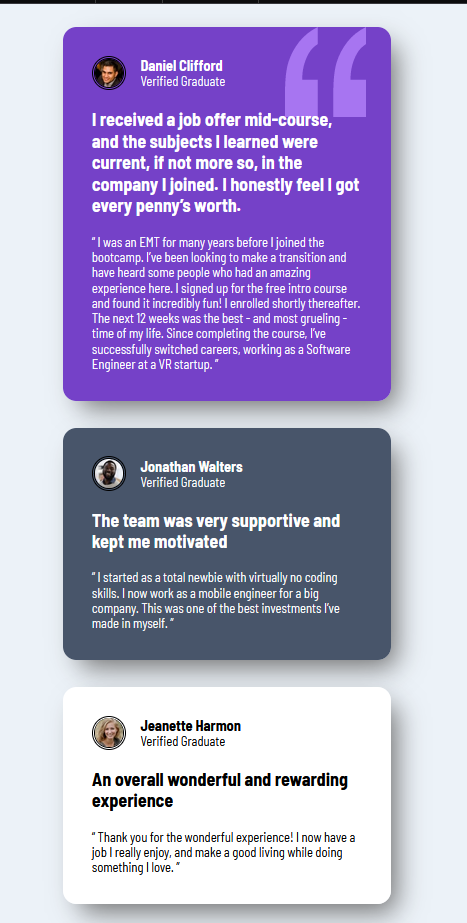 Daniel Clifford
Verified Graduate
I received a job offer mid-course,
and the subjects I learned were
current, if not more so, in the
company I joined. I honestly feel I got
every penny’s worth.
“ I was an EMT for many years before I joined the
bootcamp. I’ve been looking to make a transition and
have heard some people who had an amazing
experience here. I signed up for the free intro course
and found it incredibly fun! I enrolled shortly thereafter.
The next 12 weeks was the best - and most grueling -
time of my life. Since completing the course, I’ve
successfully switched careers, working as a Software
Engineer at a VR startup. ”
Jonathan Walters
Verified Graduate
The team was very supportive and
kept me motivated
“ I started as a total newbie with virtually no coding
skills. I now work as a mobile engineer for a big
company. This was one of the best investments I’ve
made in myself. ”
Jeanette Harmon
Verified Graduate
An overall wonderful and rewarding
experience
“ Thank you for the wonderful experience! I now have a
job I really enjoy, and make a good living while doing
something I love. ”